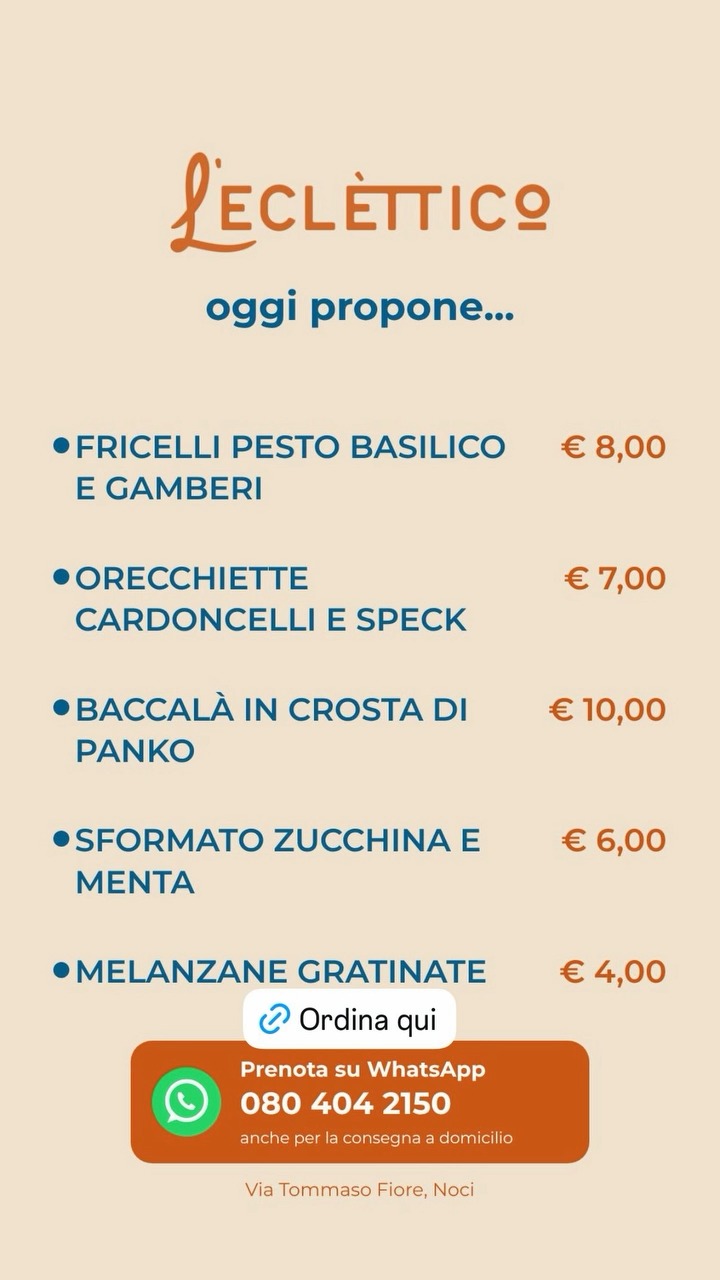 L'ECLÈTTICO
oggi propone...
•FRICELLI PESTO BASILICO € 8,00
E GAMBERI
•ORECCHIETTE € 7,00
CARDONCELLI E SPECK
•BACCALÀ IN CROSTA DI € 10,00
PANKO
•SFORMATO ZUCCHINA E € 6,00
MENTA
•MELANZANE GRATINATE € 4,00
Ordina qui
Prenota su WhatsApp
080 404 2150
anche per la consegna a domicilio
Via Tommaso Fiore, Noci